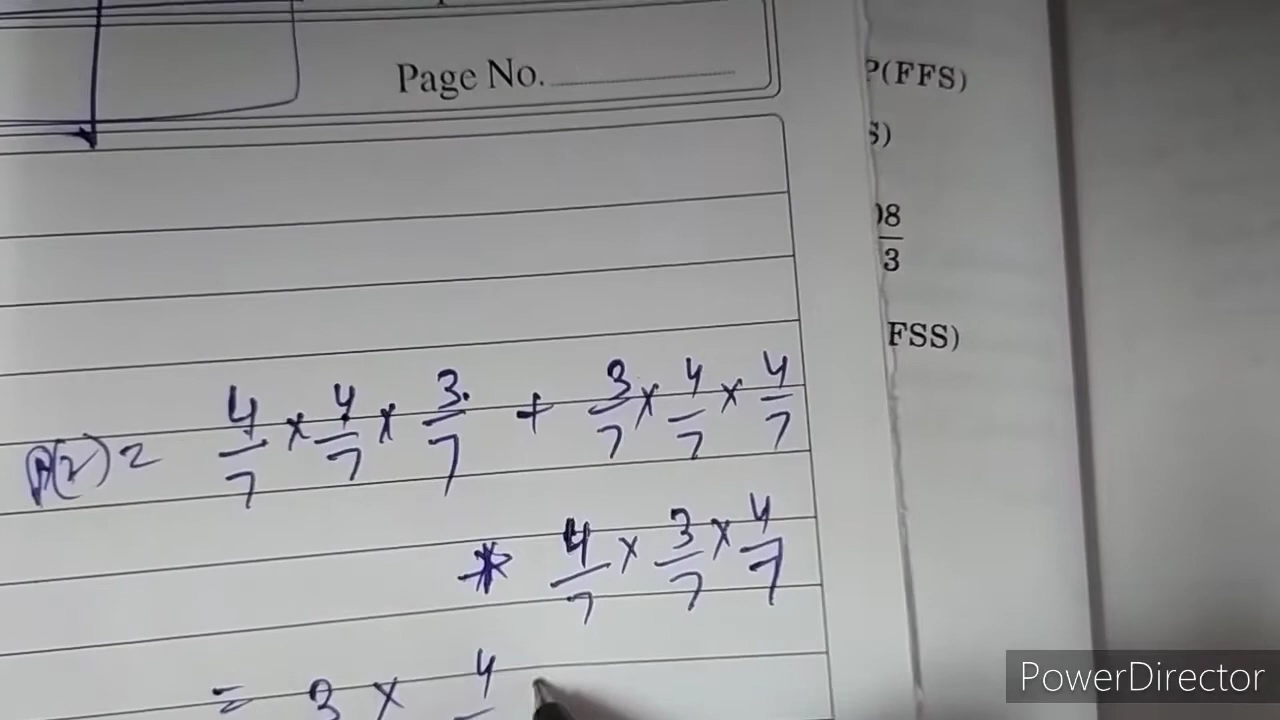 Page No.
P(FFS)
S)
08
3
FSS)
P(2) = 4/7 × 4/7 × 3/7 + 3/7 × 4/7 × 4/7
4/7 × 3/7 × 4/7
= 3 × 4
PowerDirector